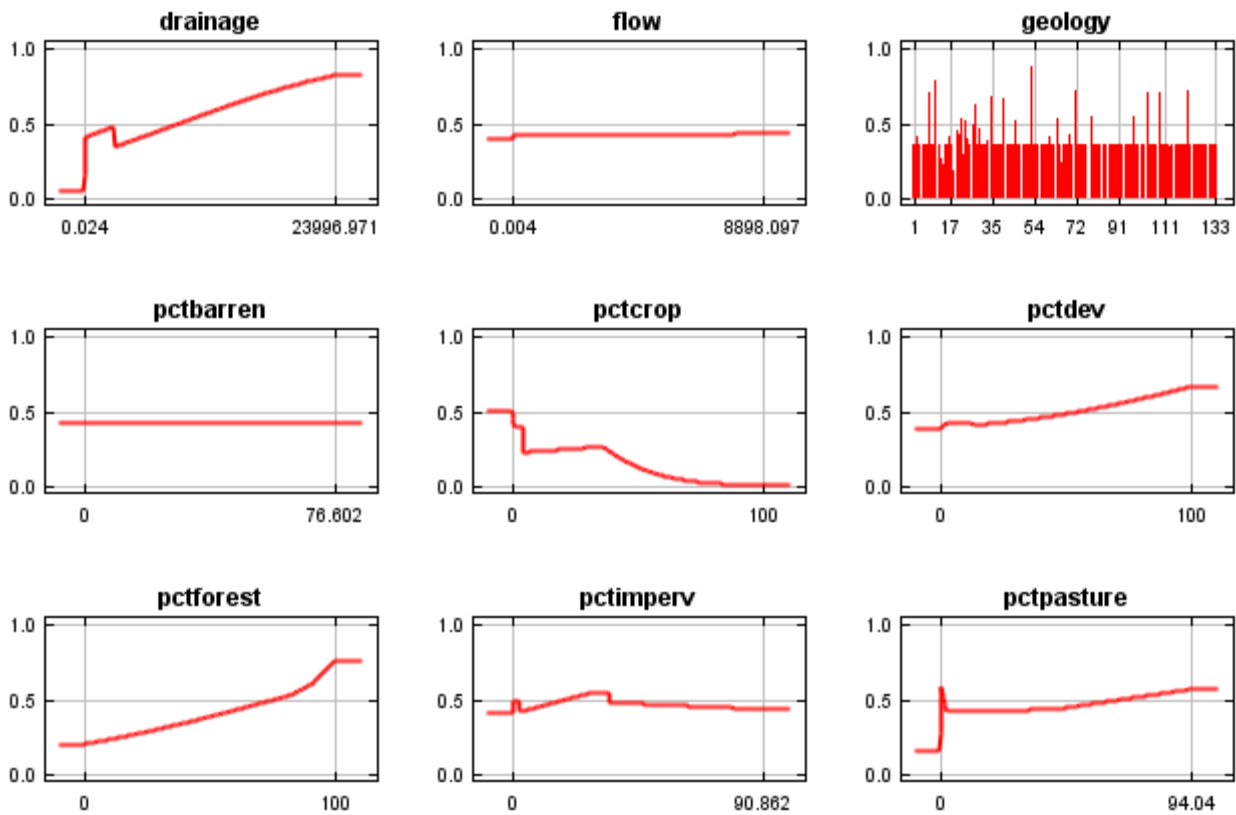 drainage flow geology
1.0 1.0 1.0
0.5 0.5 0.5
0.0 0.0 0.0
0.024 23996.971 0.004 8898.097 1 17 35 54 72 91 111 133
pctbarren pctcrop pctdev
1.0 1.0 1.0
0.5 0.5 0.5
0.0 0.0 0.0
0 76.602 0 100 0 100
pctforest pctimperv pctpasture
1.0 1.0 1.0
0.5 0.5 0.5
0.0 0.0 0.0
0 100 0 90.862 0 94.04